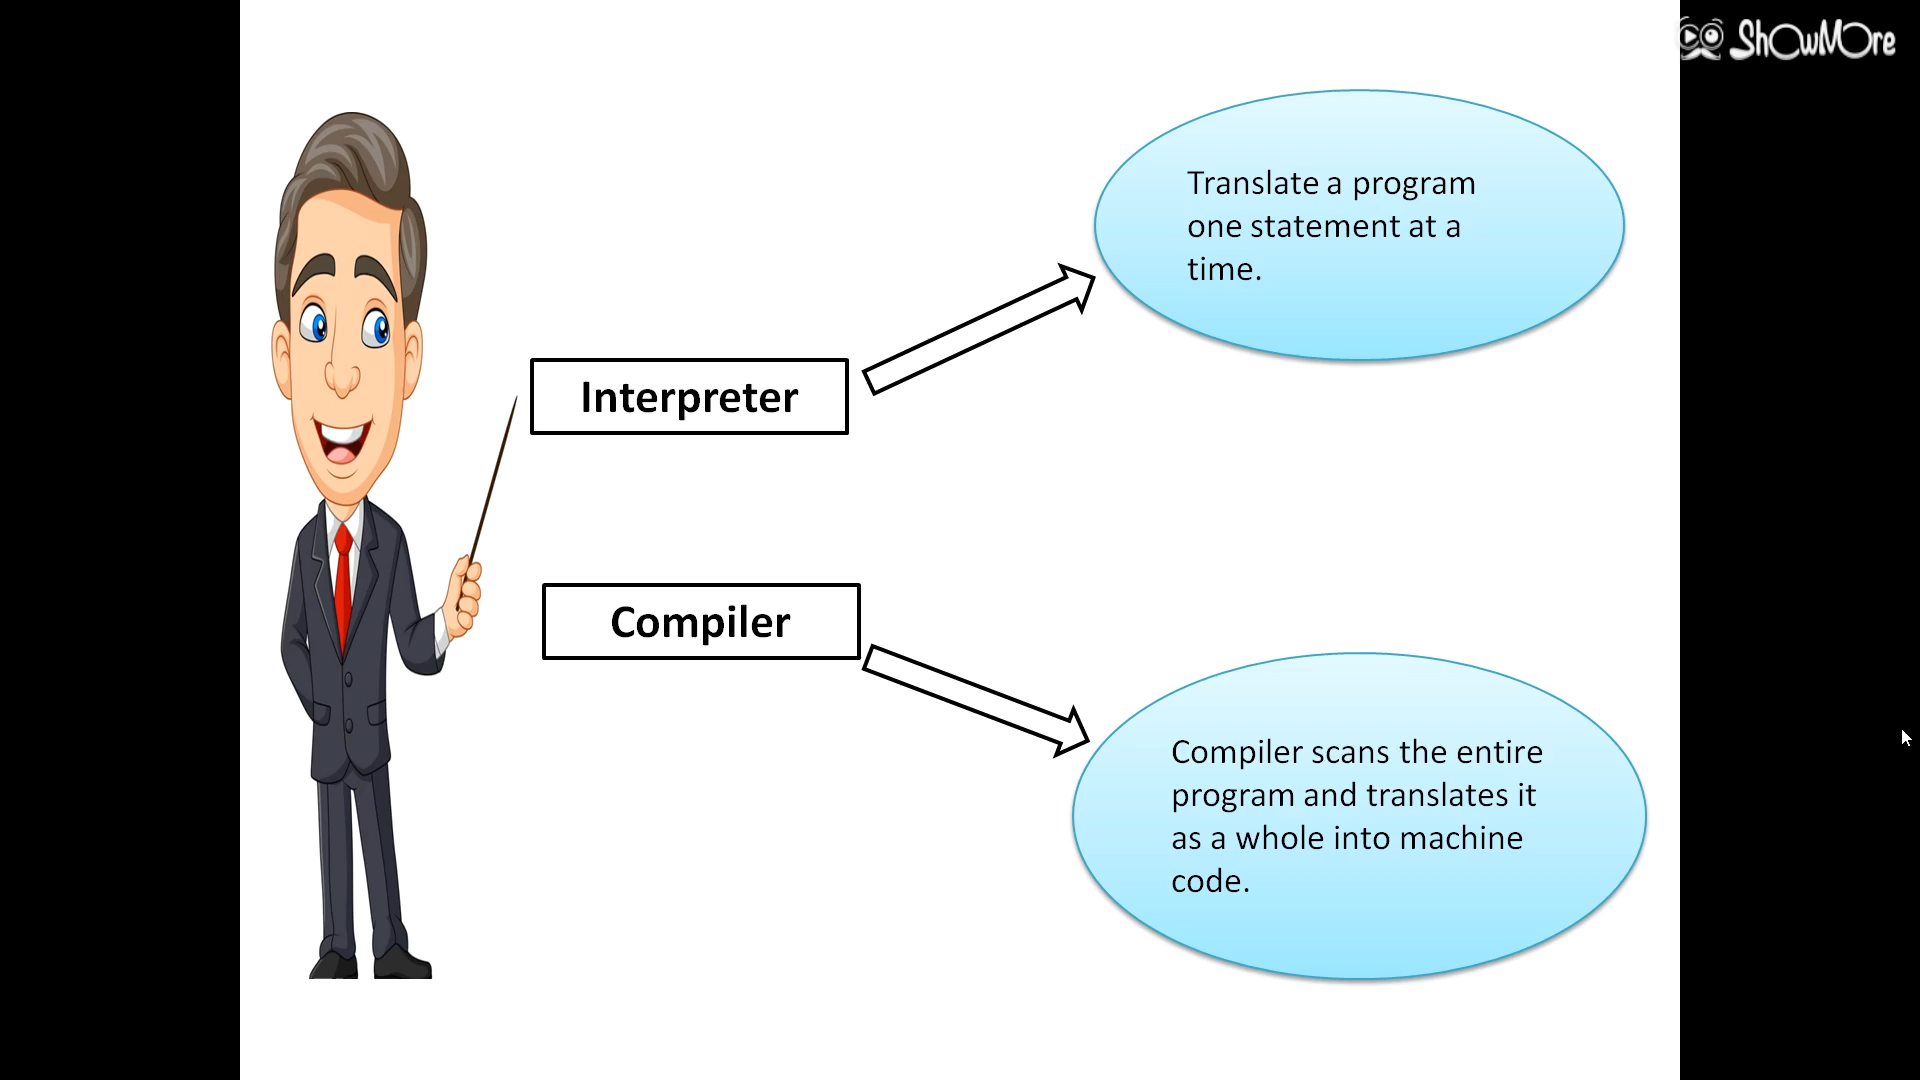 ShowMore
Translate a program
one statement at a
time.
Interpreter
Compiler
Compiler scans the entire
program and translates it
as a whole into machine
code.